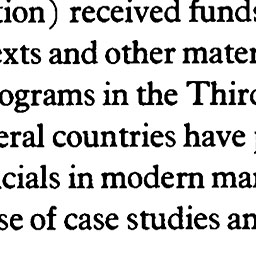 tion) received funds
exts and other mater
ograms in the Third
eral countries have
cials in modern mar
se of case studies an